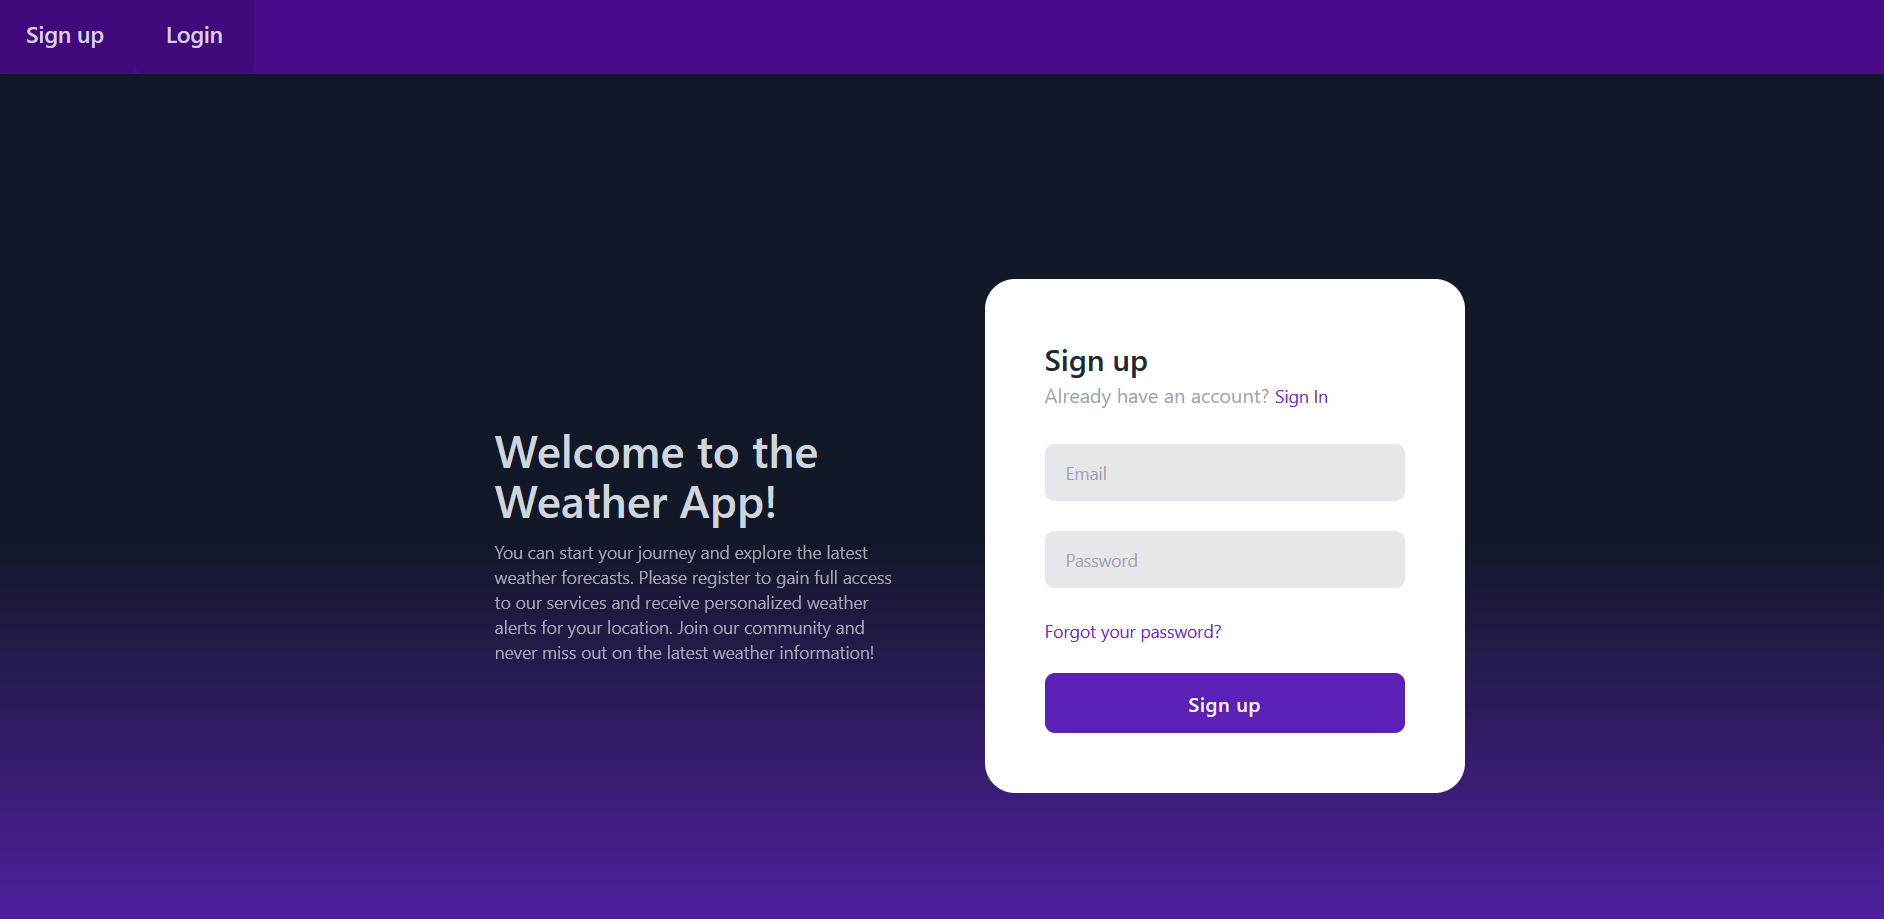 Sign up
Login
Welcome to the
Weather App!
You can start your journey and explore the latest
weather forecasts. Please register to gain full access
to our services and receive personalized weather
alerts for your location. Join our community and
never miss out on the latest weather information!
Sign up
Already have an account? Sign In
Email
Password
Forgot your password?
Sign up